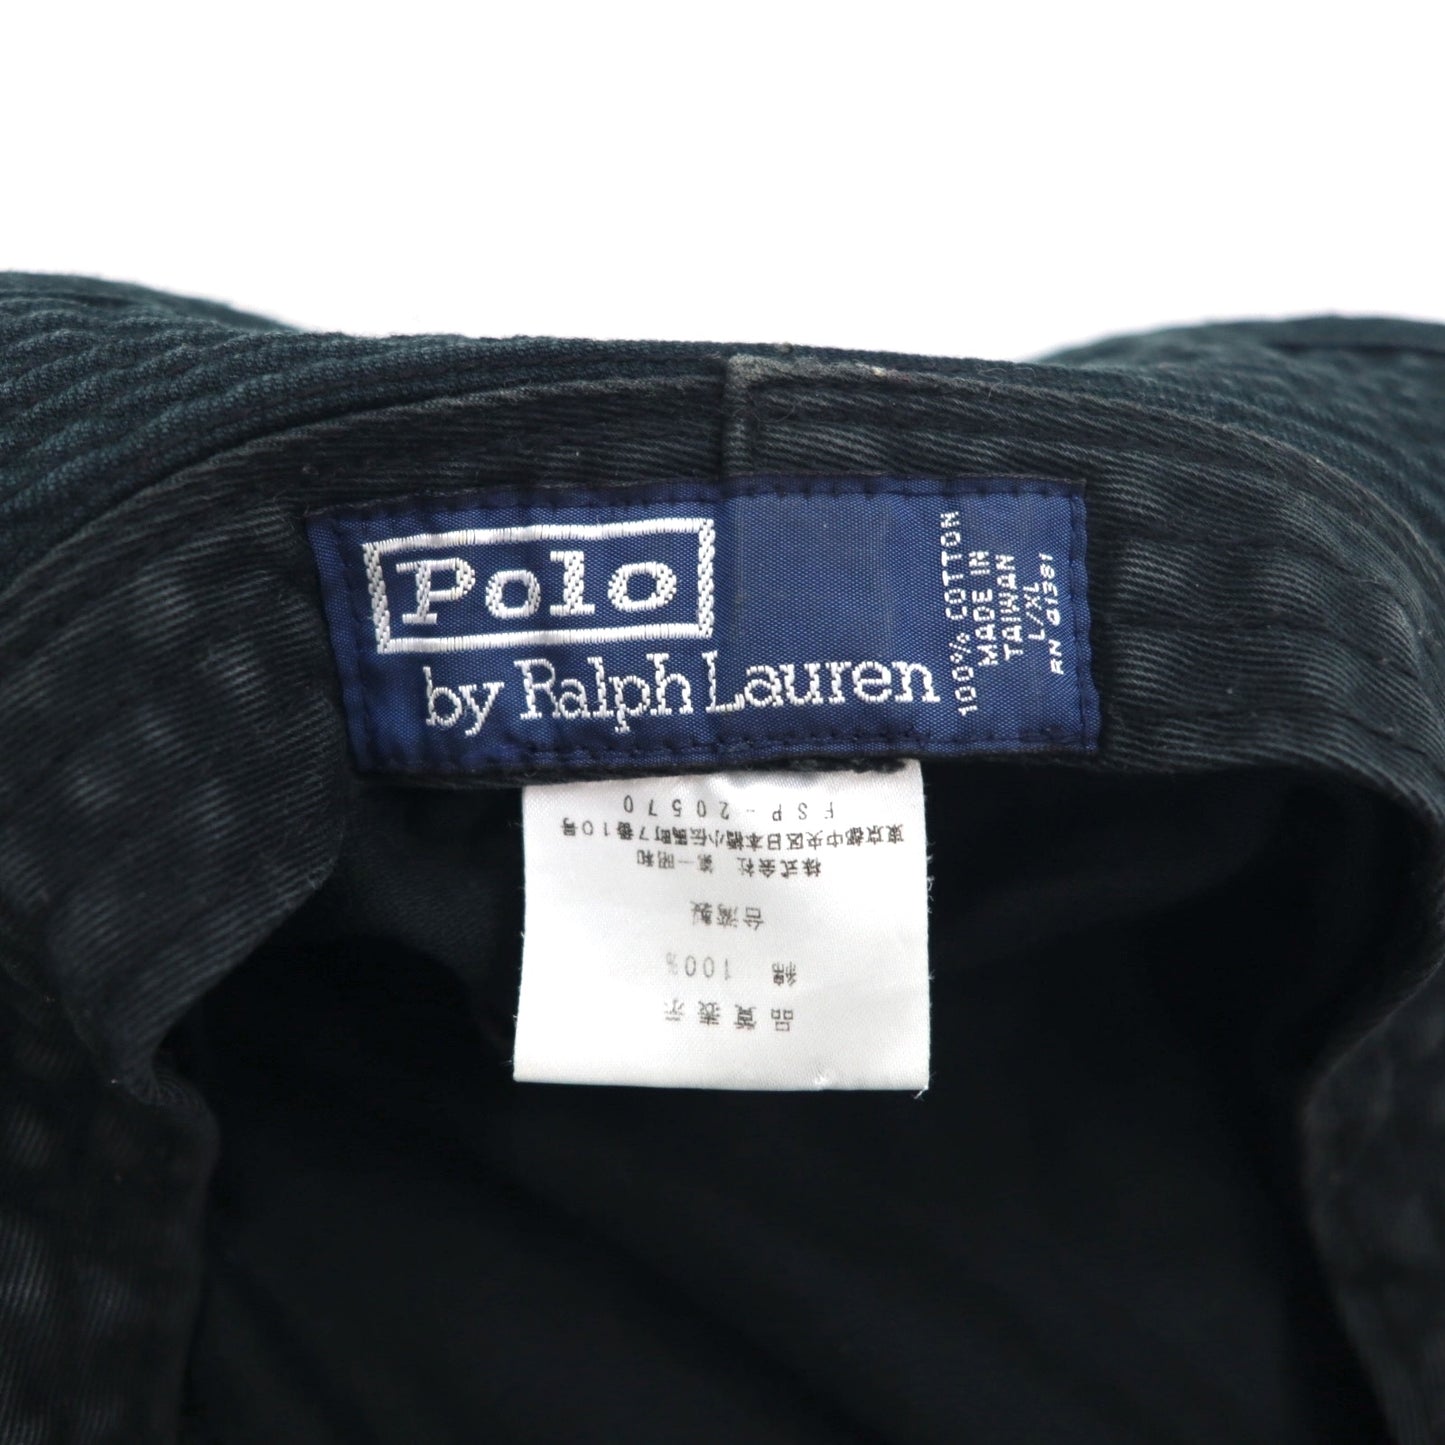 Polo
by Ralph Lauren
100% COTTON
MADE IN
TAIWAN
L/XL
RN 41381
品質表示
綿 100%
台湾製
株式会社 第一昭和
東京都中央区日本橋小伝馬町7番10号
FSP-20570